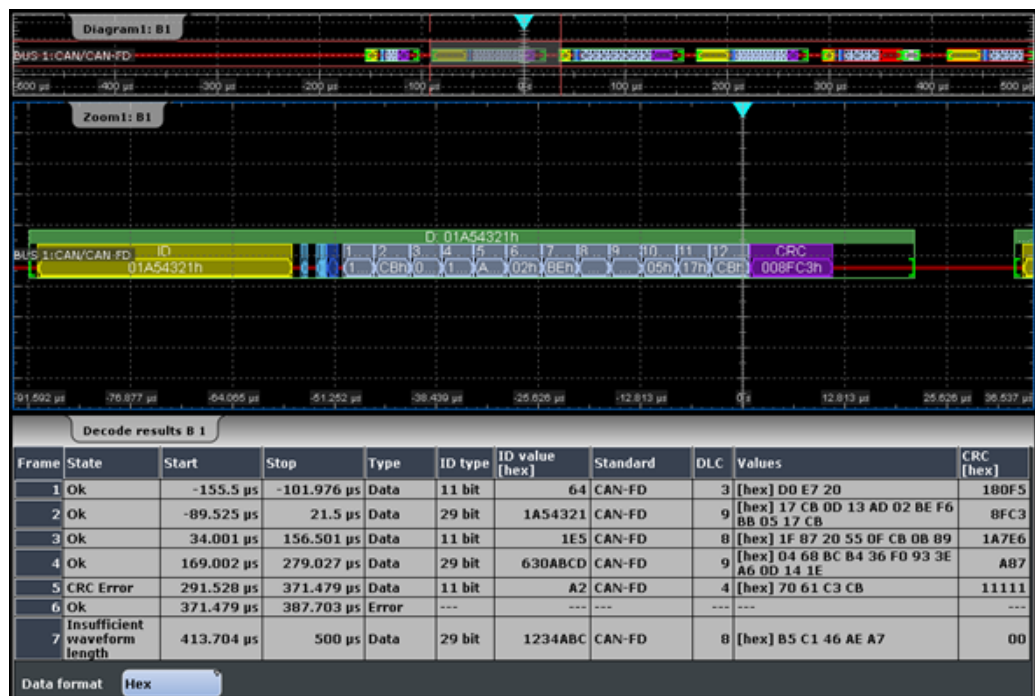 Diagram1: B1
BUS 1:CAN/CAN-FD
-600 µs -400 µs -300 µs -200 µs -100 µs 0 s 100 µs 200 µs 300 µs 400 µs 500 µs
Zoom1: B1
D: 01A54321h
BUS 1:CAN/CAN-FD ID 1... 2... 3... 4... 5... 6... 7... 8... 9... 10... 11... 12... CRC
01A54321h (1 CBh 0 1 A 02h BEh ... ... 05h 17h CBh 008FC3h
-91.592 µs -76.877 µs -64.065 µs -51.252 µs -38.439 µs -25.626 µs -12.813 µs 0 s 12.813 µs 25.626 µs 36.537 µs
Decode results B 1
Frame State Start Stop Type ID type ID value [hex] Standard DLC Values CRC [hex]
1 Ok -155.5 µs -101.976 µs Data 11 bit 64 CAN-FD 3 [hex] D0 E7 20 180F5
2 Ok -89.525 µs 21.5 µs Data 29 bit 1A54321 CAN-FD 9 [hex] 17 CB 0D 13 AD 02 BE F6 BB 05 17 CB 8FC3
3 Ok 34.001 µs 156.501 µs Data 11 bit 1E5 CAN-FD 8 [hex] 1F 87 20 55 0F CB 0B 89 1A7E6
4 Ok 169.002 µs 279.027 µs Data 29 bit 630ABCD CAN-FD 9 [hex] 04 68 BC B4 36 F0 93 3E A6 0D 14 1E A87
5 CRC Error 291.528 µs 371.479 µs Data 11 bit A2 CAN-FD 4 [hex] 70 61 C3 CB 11111
6 Ok 371.479 µs 387.703 µs Error --- --- --- --- --- ---
7 Insufficient waveform length 413.704 µs 500 µs Data 29 bit 1234ABC CAN-FD 8 [hex] B5 C1 46 AE A7 00
Data format Hex